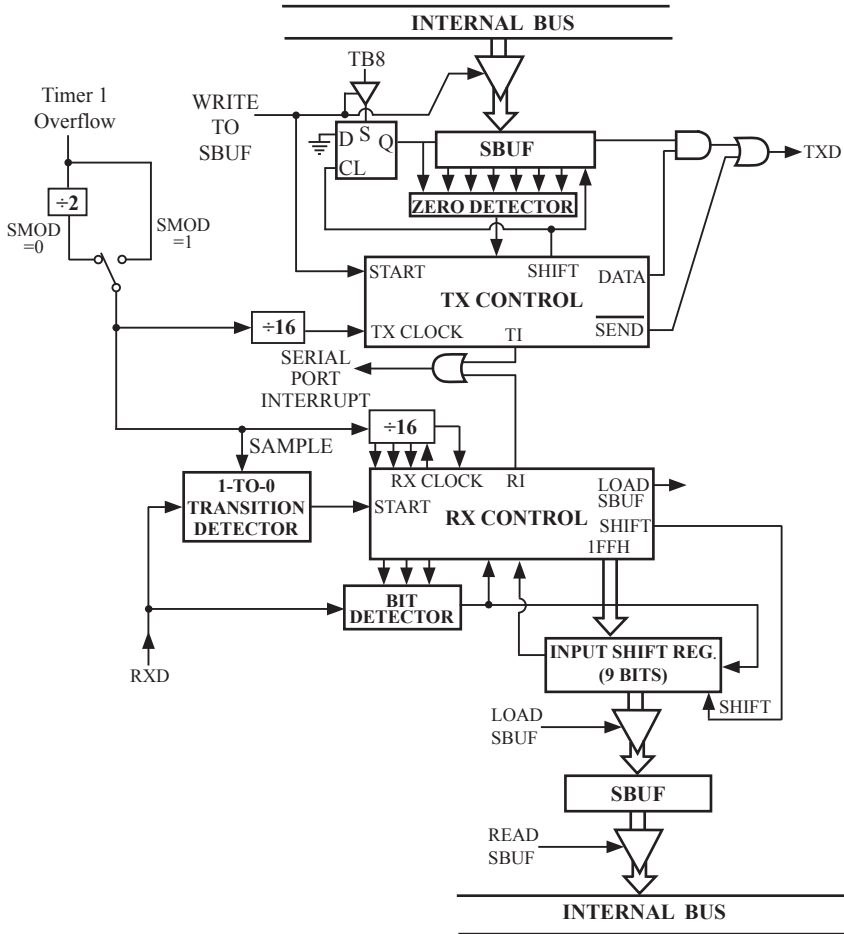 INTERNAL BUS
TB8
Timer 1
Overflow
WRITE
TO
SBUF
D S Q
CL
SBUF
TXD
÷2
SMOD
=0
SMOD
=1
ZERO DETECTOR
START
SHIFT
DATA
TX CONTROL
÷16
TX CLOCK
TI
SEND
SERIAL
PORT
INTERRUPT
÷16
SAMPLE
RX CLOCK
RI
LOAD
SBUF
1-TO-0
TRANSITION
DETECTOR
START
RX CONTROL
SHIFT
1FFH
BIT
DETECTOR
RXD
INPUT SHIFT REG.
(9 BITS)
SHIFT
LOAD
SBUF
SBUF
READ
SBUF
INTERNAL BUS